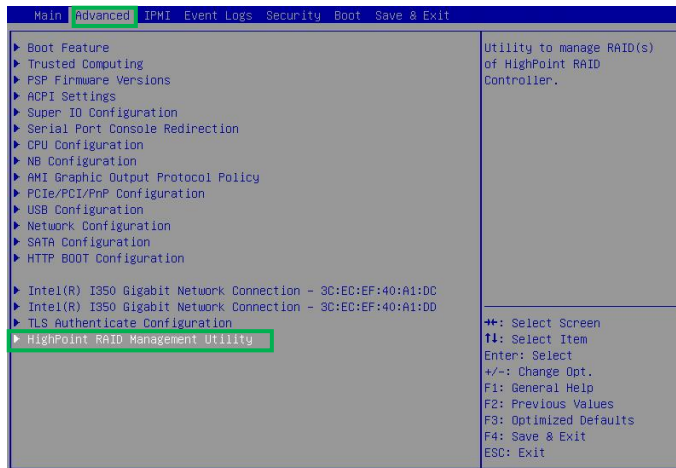 Main Advanced IPMI Event Logs Security Boot Save & Exit
▶ Boot Feature
▶ Trusted Computing
▶ PSP Firmware Versions
▶ ACPI Settings
▶ Super IO Configuration
▶ Serial Port Console Redirection
▶ CPU Configuration
▶ NB Configuration
▶ AMI Graphic Output Protocol Policy
▶ PCIe/PCI/PnP Configuration
▶ USB Configuration
▶ Network Configuration
▶ SATA Configuration
▶ HTTP BOOT Configuration
▶ Intel(R) I350 Gigabit Network Connection - 3C:EC:EF:40:A1:DC
▶ Intel(R) I350 Gigabit Network Connection - 3C:EC:EF:40:A1:DD
▶ TLS Authenticate Configuration
▶ HighPoint RAID Management Utility
Utility to manage RAID(s)
of HighPoint RAID
Controller.
→←: Select Screen
↑↓: Select Item
Enter: Select
+/-: Change Opt.
F1: General Help
F2: Previous Values
F3: Optimized Defaults
F4: Save & Exit
ESC: Exit